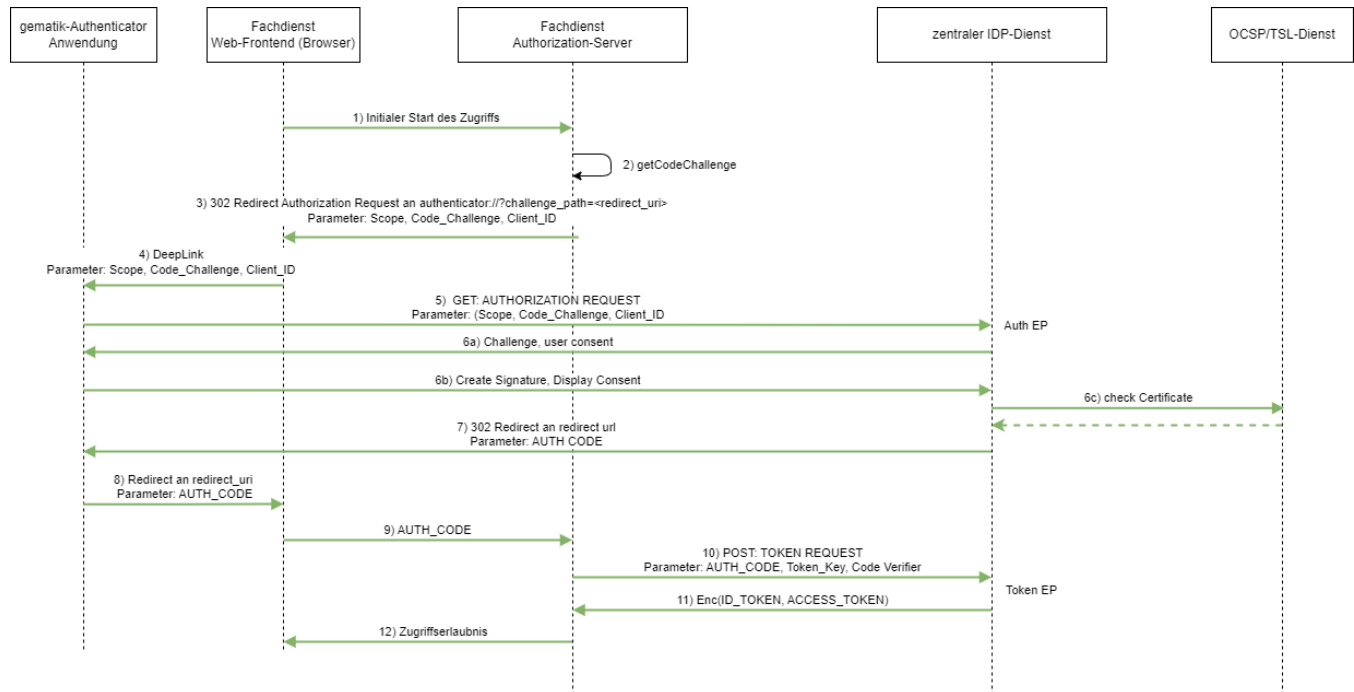 gematik-Authenticator
Anwendung
Fachdienst
Web-Frontend (Browser)
Fachdienst
Authorization-Server
zentraler IDP-Dienst
OCSP/TSL-Dienst
1) Initialer Start des Zugriffs
2) getCodeChallenge
3) 302 Redirect Authorization Request an authenticator://?challenge_path=<redirect_uri>
Parameter: Scope, Code_Challenge, Client_ID
4) DeepLink
Parameter: Scope, Code_Challenge, Client_ID
5) GET: AUTHORIZATION REQUEST
Parameter: (Scope, Code_Challenge, Client_ID
Auth EP
6a) Challenge, user consent
6b) Create Signature, Display Consent
6c) check Certificate
7) 302 Redirect an redirect url
Parameter: AUTH CODE
8) Redirect an redirect_uri
Parameter: AUTH_CODE
9) AUTH_CODE
10) POST: TOKEN REQUEST
Parameter: AUTH_CODE, Token_Key, Code Verifier
Token EP
11) Enc(ID_TOKEN, ACCESS_TOKEN)
12) Zugriffserlaubnis